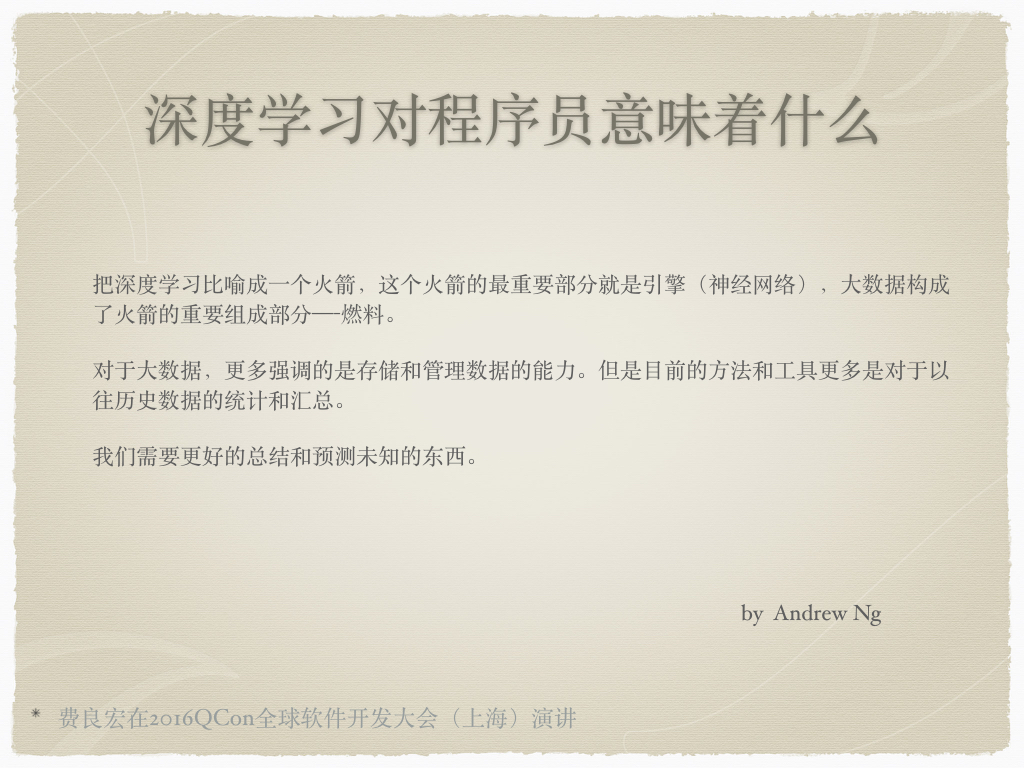 深度学习对程序员意味着什么
把深度学习比喻成一个火箭，这个火箭的最重要部分就是引擎（神经网络），大数据构成
了火箭的重要组成部分——燃料。
对于大数据，更多强调的是存储和管理数据的能力。但是目前的方法和工具更多是对于以
往历史数据的统计和汇总。
我们需要更好的总结和预测未知的东西。
by Andrew Ng
* 费良宏在2016QCon全球软件开发大会（上海）演讲